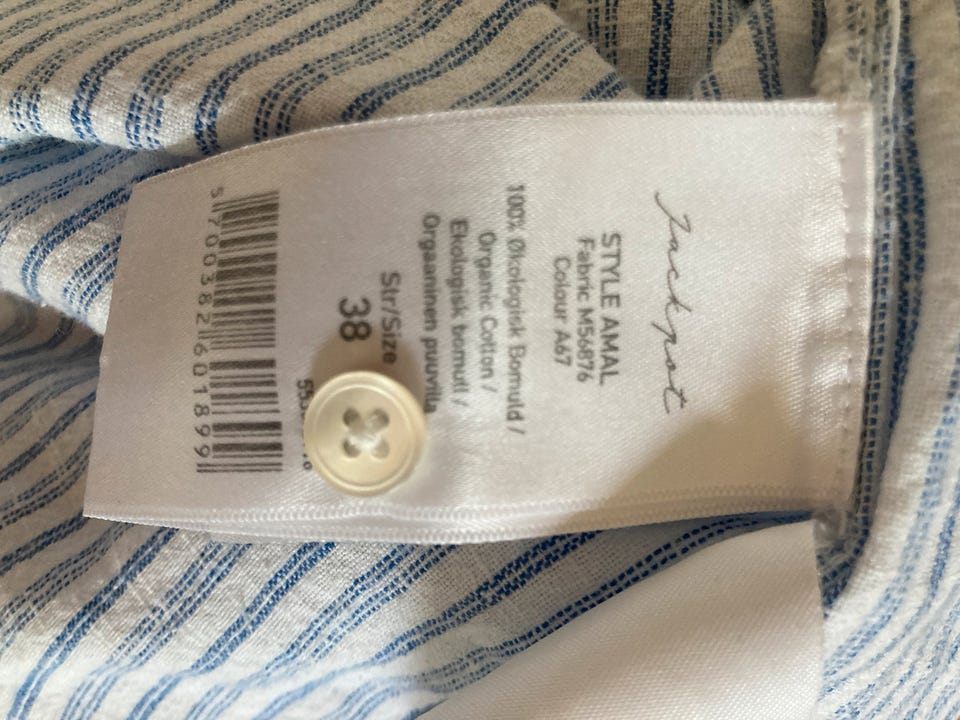 Jackpot
STYLE AMAL
Fabric M56876
Colour A67
100% Økologisk Bomuld /
Organic Cotton /
Ekologisk bomull /
Orgaaninen puuvilla
Str/Size
38
5700382601899